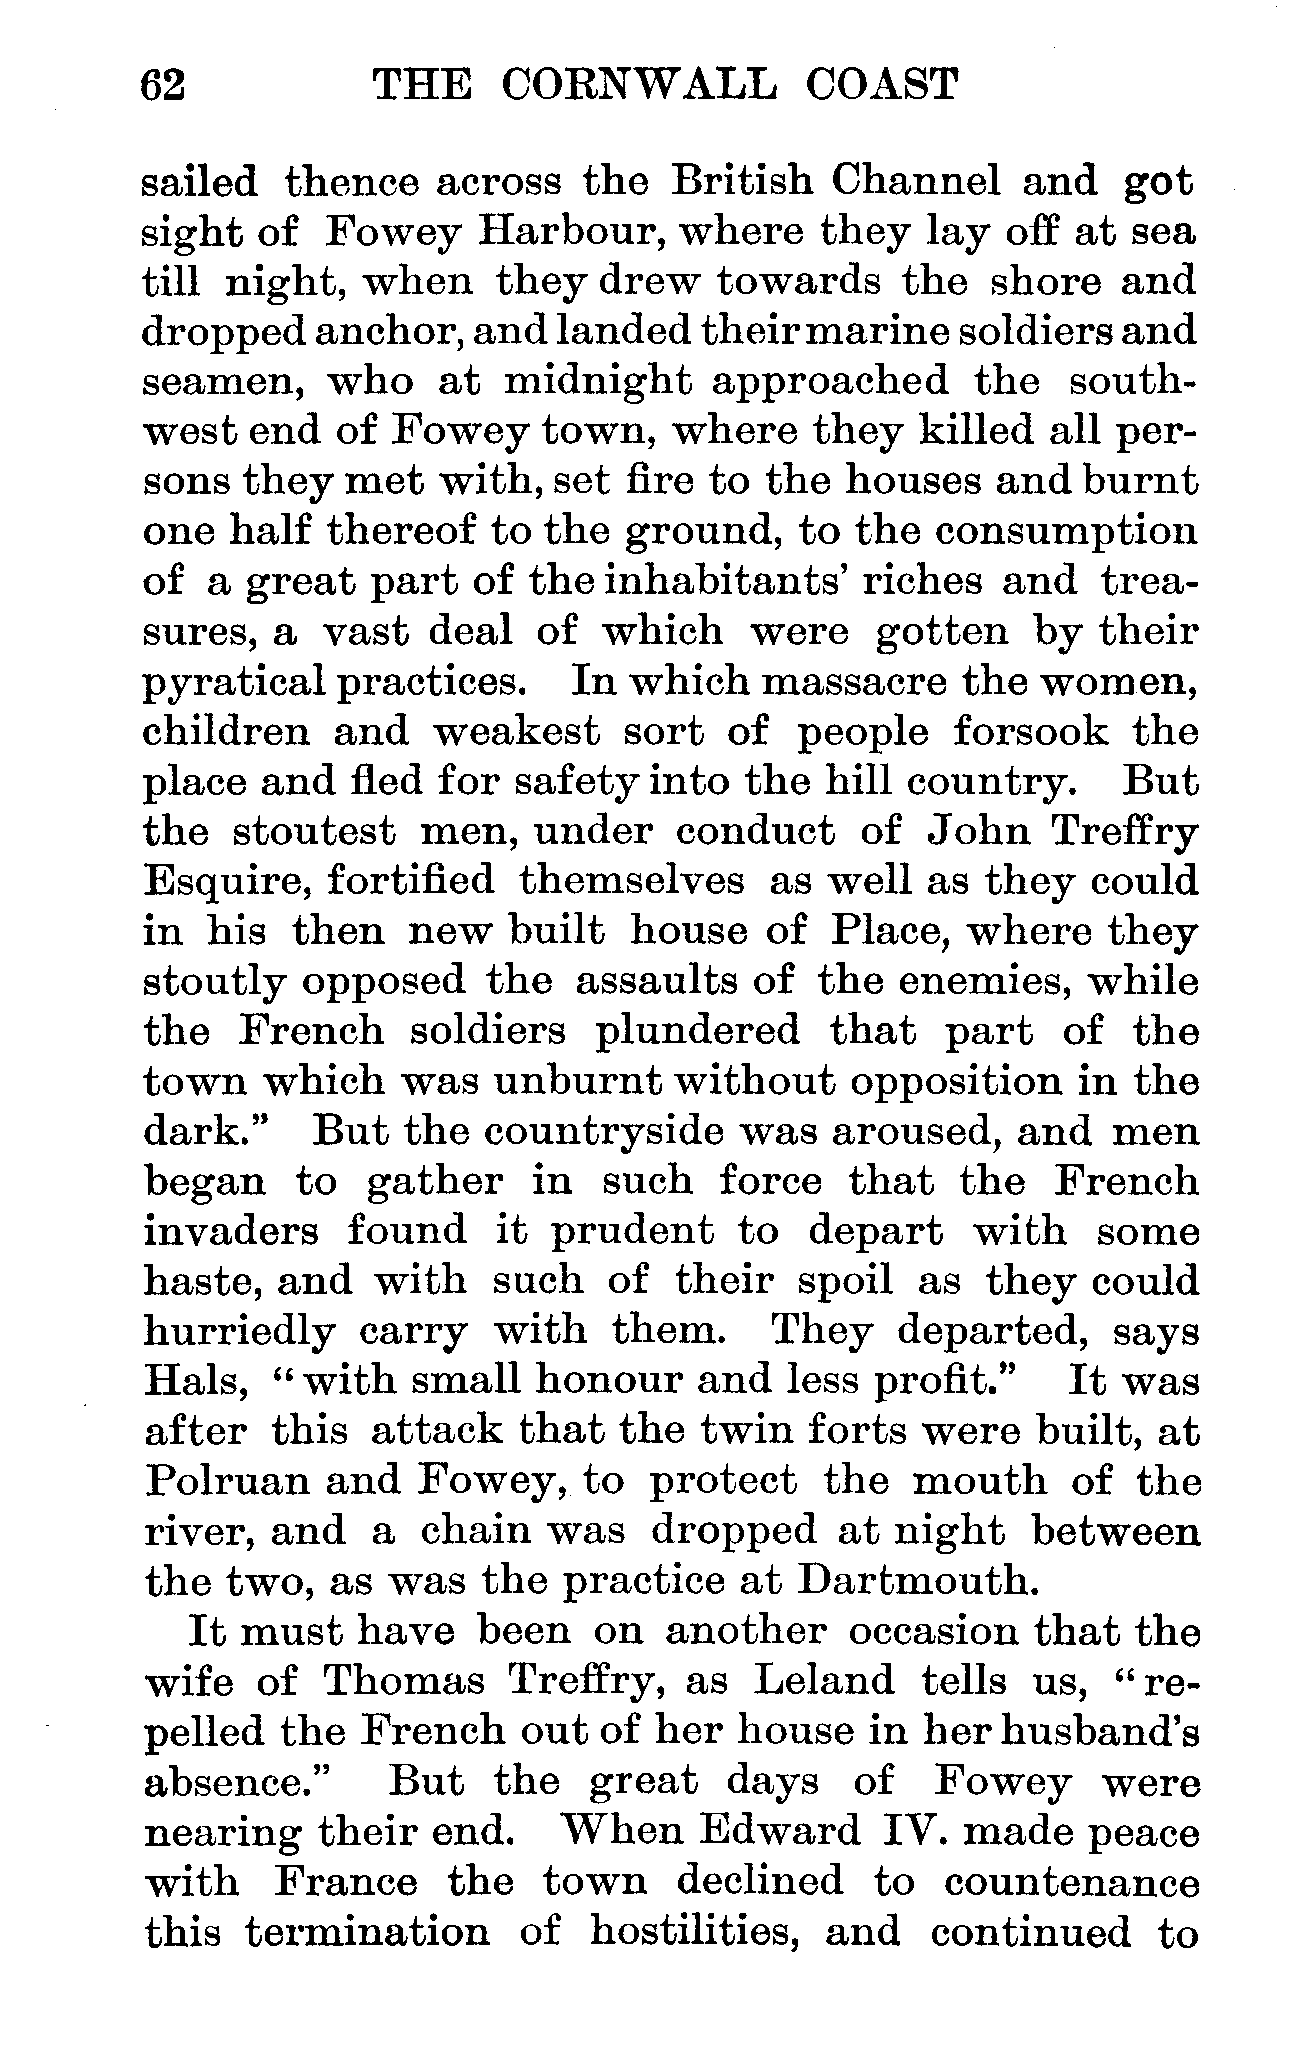 62 THE CORNWALL COAST
sailed thence across the British Channel and got
sight of Fowey Harbour, where they lay off at sea
till night, when they drew towards the shore and
dropped anchor, and landed their marine soldiers and
seamen, who at midnight approached the south-
west end of Fowey town, where they killed all per-
sons they met with, set fire to the houses and burnt
one half thereof to the ground, to the consumption
of a great part of the inhabitants' riches and trea-
sures, a vast deal of which were gotten by their
pyratical practices. In which massacre the women,
children and weakest sort of people forsook the
place and fled for safety into the hill country. But
the stoutest men, under conduct of John Treffry
Esquire, fortified themselves as well as they could
in his then new built house of Place, where they
stoutly opposed the assaults of the enemies, while
the French soldiers plundered that part of the
town which was unburnt without opposition in the
dark." But the countryside was aroused, and men
began to gather in such force that the French
invaders found it prudent to depart with some
haste, and with such of their spoil as they could
hurriedly carry with them. They departed, says
Hals, "with small honour and less profit." It was
after this attack that the twin forts were built, at
Polruan and Fowey, to protect the mouth of the
river, and a chain was dropped at night between
the two, as was the practice at Dartmouth.
It must have been on another occasion that the
wife of Thomas Treffry, as Leland tells us, "re-
pelled the French out of her house in her husband's
absence." But the great days of Fowey were
nearing their end. When Edward IV. made peace
with France the town declined to countenance
this termination of hostilities, and continued to